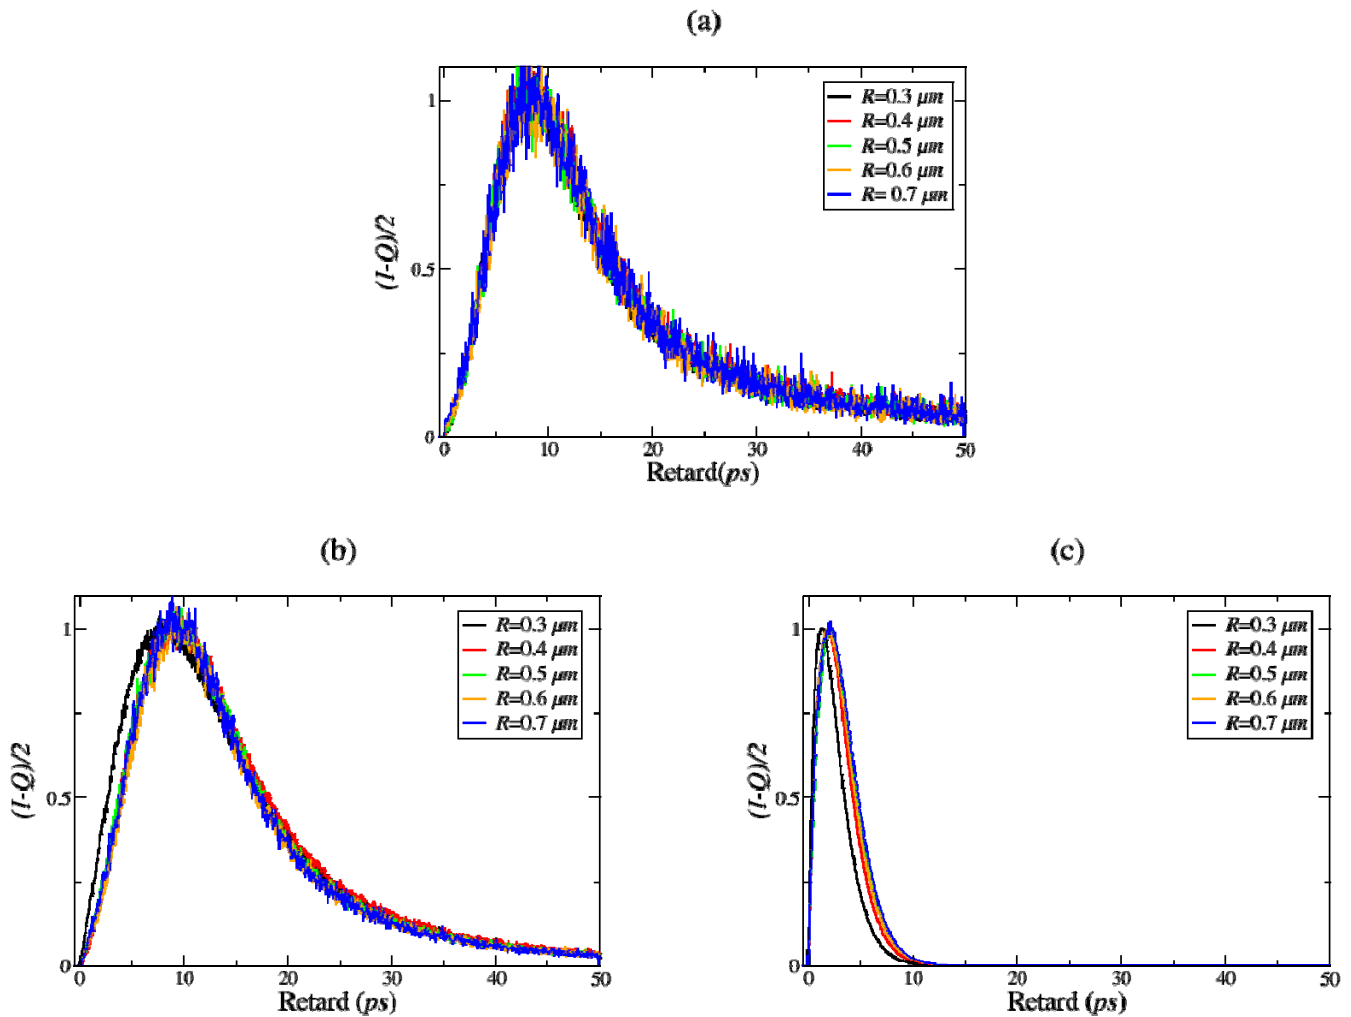 (a)
1
0.5
0
(I-Q)/2
R=0.3 μm
R=0.4 μm
R=0.5 μm
R=0.6 μm
R= 0.7 μm
0 10 20 30 40 50
Retard(ps)
(b)
1
0.5
0
(I-Q)/2
R=0.3 μm
R=0.4 μm
R=0.5 μm
R=0.6 μm
R=0.7 μm
0 10 20 30 40 50
Retard (ps)
(c)
1
0.5
0
(I-Q)/2
R=0.3 μm
R=0.4 μm
R=0.5 μm
R=0.6 μm
R=0.7 μm
0 10 20 30 40 50
Retard (ps)